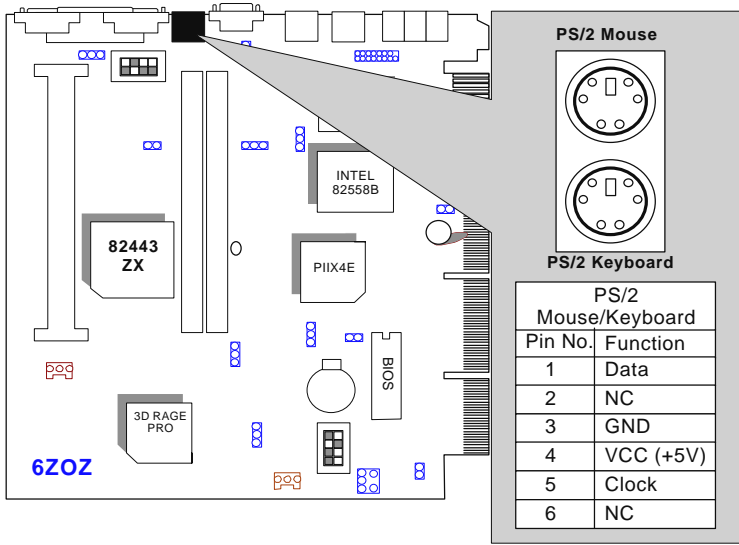 PS/2 Mouse
PS/2 Keyboard
INTEL
82558B
82443
ZX
PIIX4E
BIOS
3D RAGE
PRO
6ZOZ
PS/2
Mouse/Keyboard
Pin No. Function
1 Data
2 NC
3 GND
4 VCC (+5V)
5 Clock
6 NC